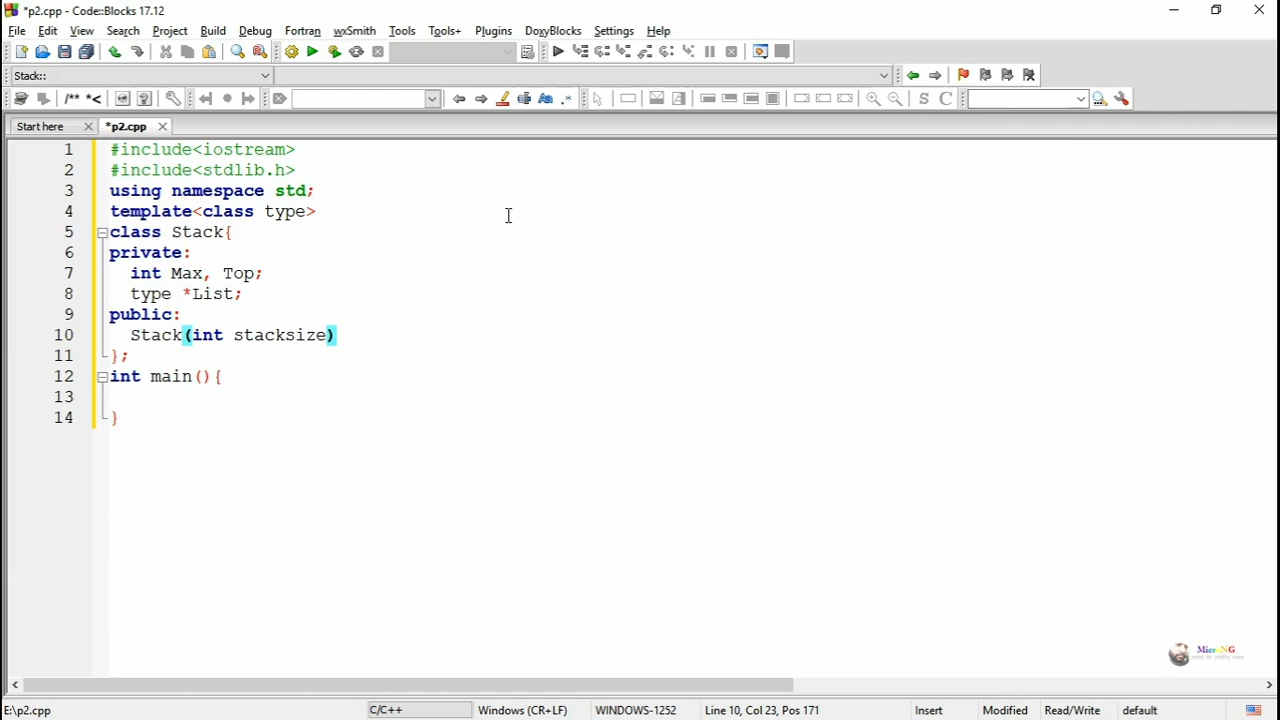 *p2.cpp - Code::Blocks 17.12
File Edit View Search Project Build Debug Fortran wxSmith Tools Tools+ Plugins DoxyBlocks Settings Help
Stack::
/** *<
S C
Start here *p2.cpp
1 #include<iostream>
2 #include<stdlib.h>
3 using namespace std;
4 template<class type>
5 class Stack{
6 private:
7 int Max, Top;
8 type *List;
9 public:
10 Stack(int stacksize)
11 };
12 int main(){
13
14 }
MicroNG
E:\p2.cpp C/C++ Windows (CR+LF) WINDOWS-1252 Line 10, Col 23, Pos 171 Insert Modified Read/Write default